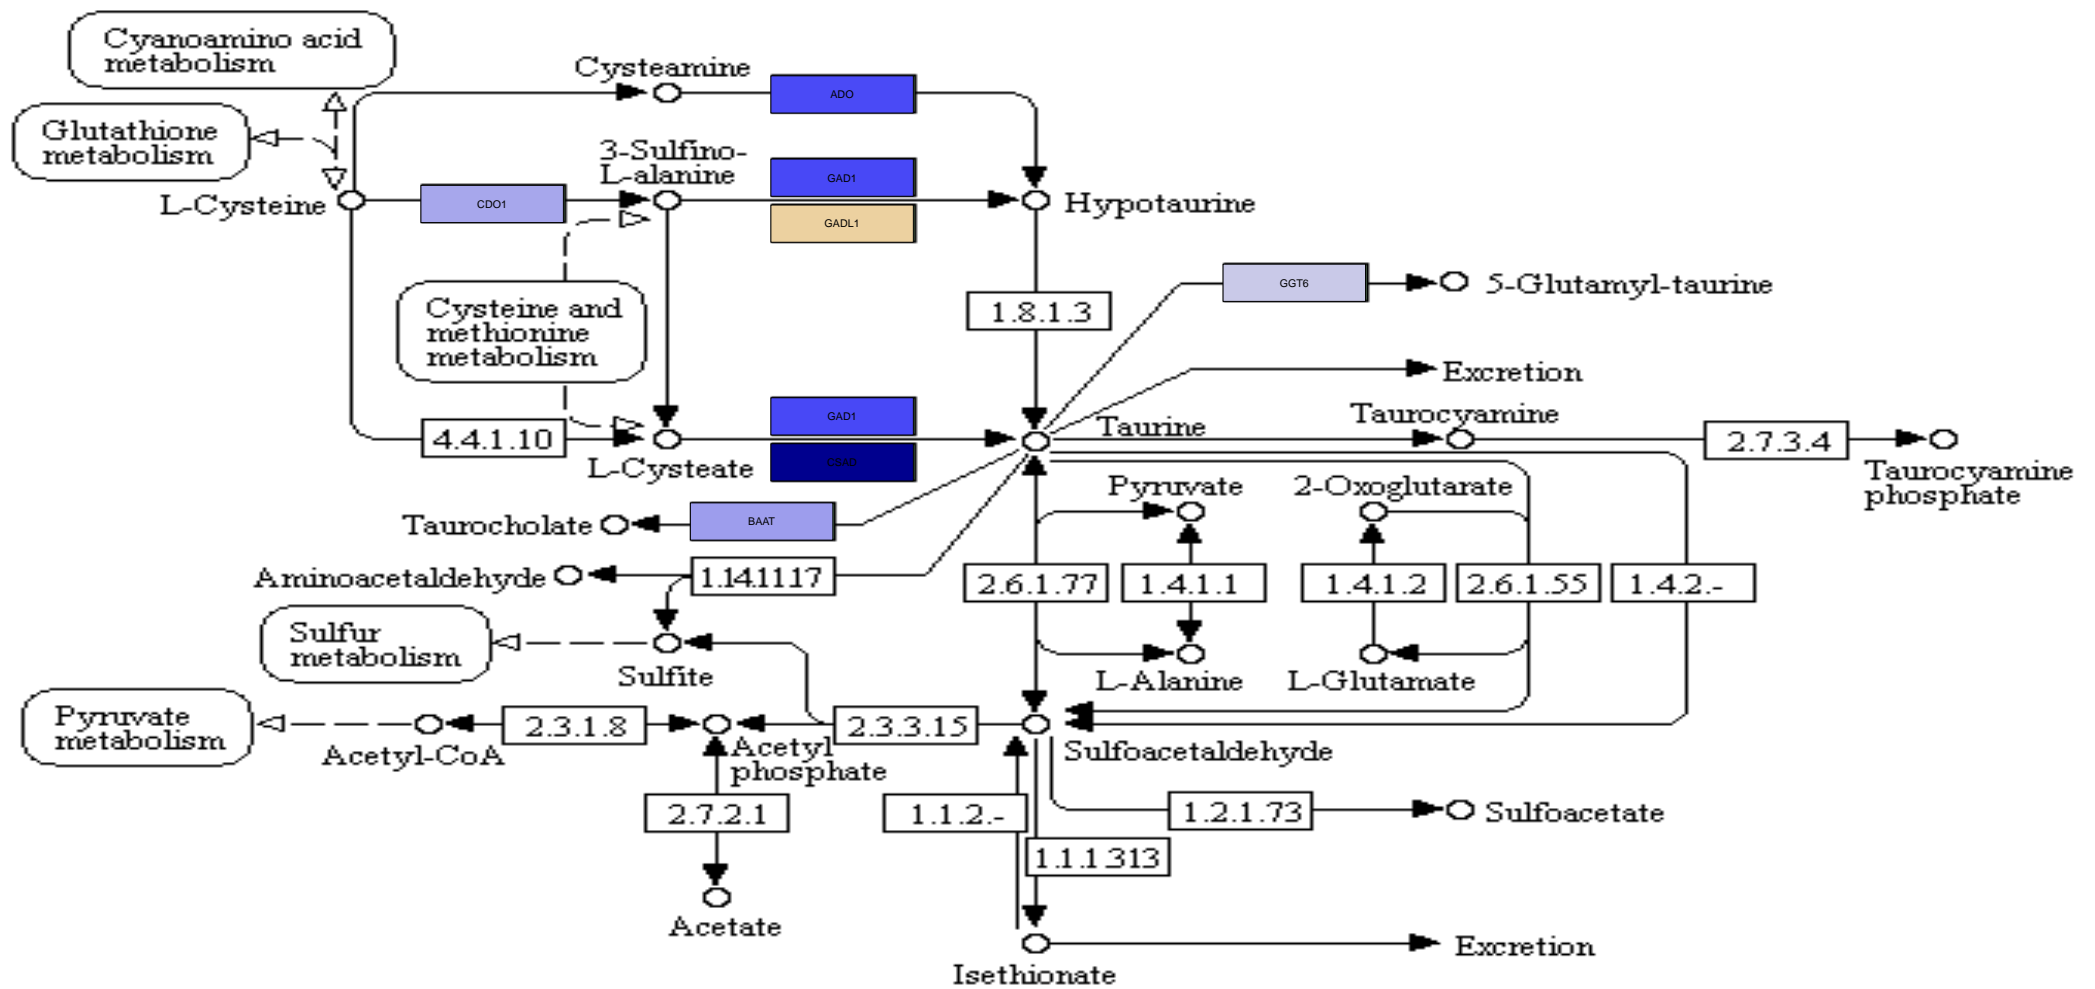 Cyanoamino acid
metabolism
Cysteamine
ADO
Glutathione
metabolism
3-Sulfino-
L-alanine
GAD1
L-Cysteine
CDO1
GADL1
Hypotaurine
Cysteine and
methionine
metabolism
1.8.1.3
GGT6
5-Glutamyl-taurine
Excretion
4.4.1.10
L-Cysteate
GAD1
CSAD
Taurine
Taurocyamine
2.7.3.4
Taurocyamine
phosphate
Taurocholate
BAAT
Pyruvate
2-Oxoglutarate
Aminoacetaldehyde
1.14.11.17
2.6.1.77
1.4.1.1
1.4.1.2
2.6.1.55
1.4.2.-
Sulfur
metabolism
Sulfite
L-Alanine
L-Glutamate
Pyruvate
metabolism
Acetyl-CoA
2.3.1.8
Acetyl
phosphate
2.3.3.15
Sulfoacetaldehyde
2.7.2.1
1.1.2.-
1.2.1.73
Sulfoacetate
1.1.1.313
Acetate
Isethionate
Excretion